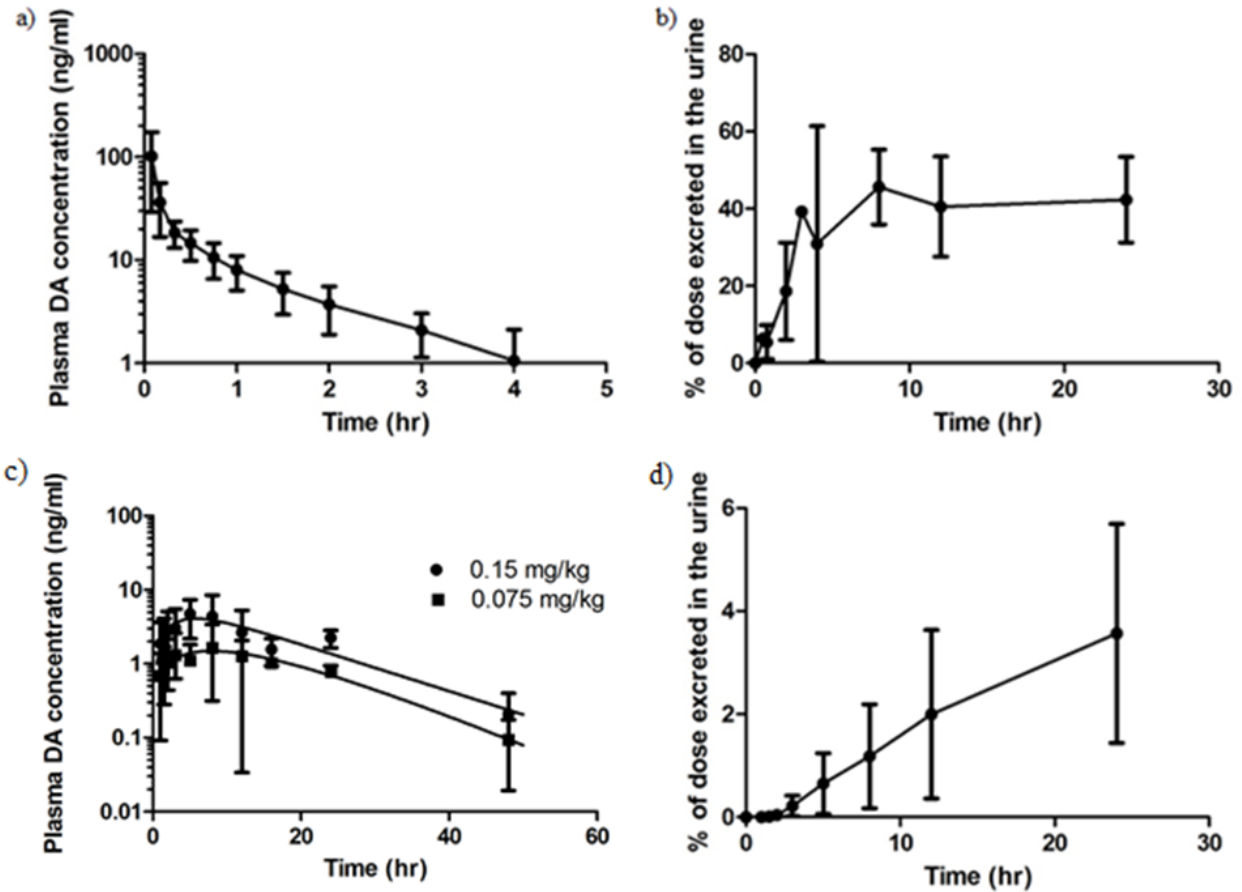 a)
Plasma DA concentration (ng/ml)
1000
100
10
1
0 1 2 3 4 5
Time (hr)
b)
% of dose excreted in the urine
80
60
40
20
0
0 10 20 30
Time (hr)
c)
Plasma DA concentration (ng/ml)
100
10
1
0.1
0.01
0 20 40 60
Time (hr)
0.15 mg/kg
0.075 mg/kg
d)
% of dose excreted in the urine
6
4
2
0
0 10 20 30
Time (hr)